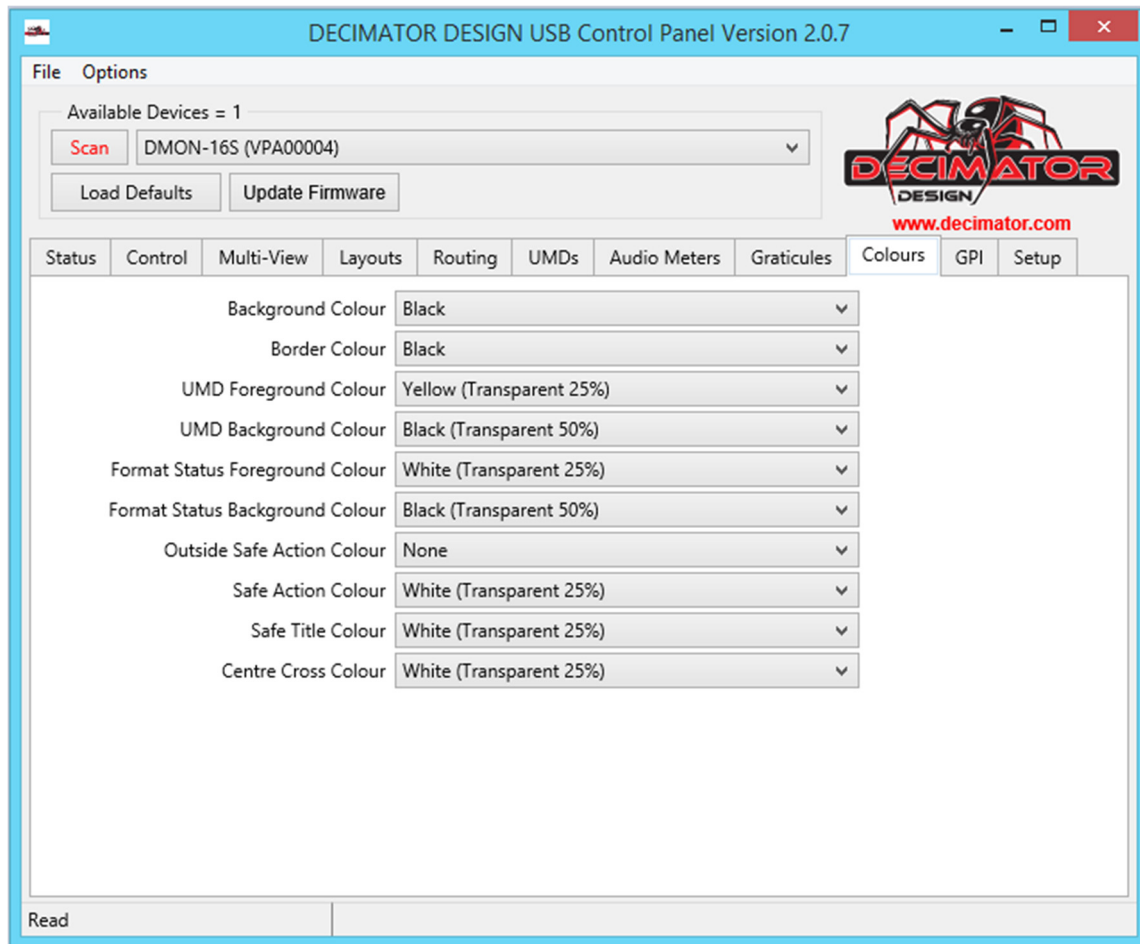 DECIMATOR DESIGN USB Control Panel Version 2.0.7
File Options
Available Devices = 1
Scan DMON-16S (VPA00004)
Load Defaults Update Firmware
DECIMATOR
DESIGN
www.decimator.com
Status Control Multi-View Layouts Routing UMDs Audio Meters Graticules Colours GPI Setup
Background Colour Black
Border Colour Black
UMD Foreground Colour Yellow (Transparent 25%)
UMD Background Colour Black (Transparent 50%)
Format Status Foreground Colour White (Transparent 25%)
Format Status Background Colour Black (Transparent 50%)
Outside Safe Action Colour None
Safe Action Colour White (Transparent 25%)
Safe Title Colour White (Transparent 25%)
Centre Cross Colour White (Transparent 25%)
Read